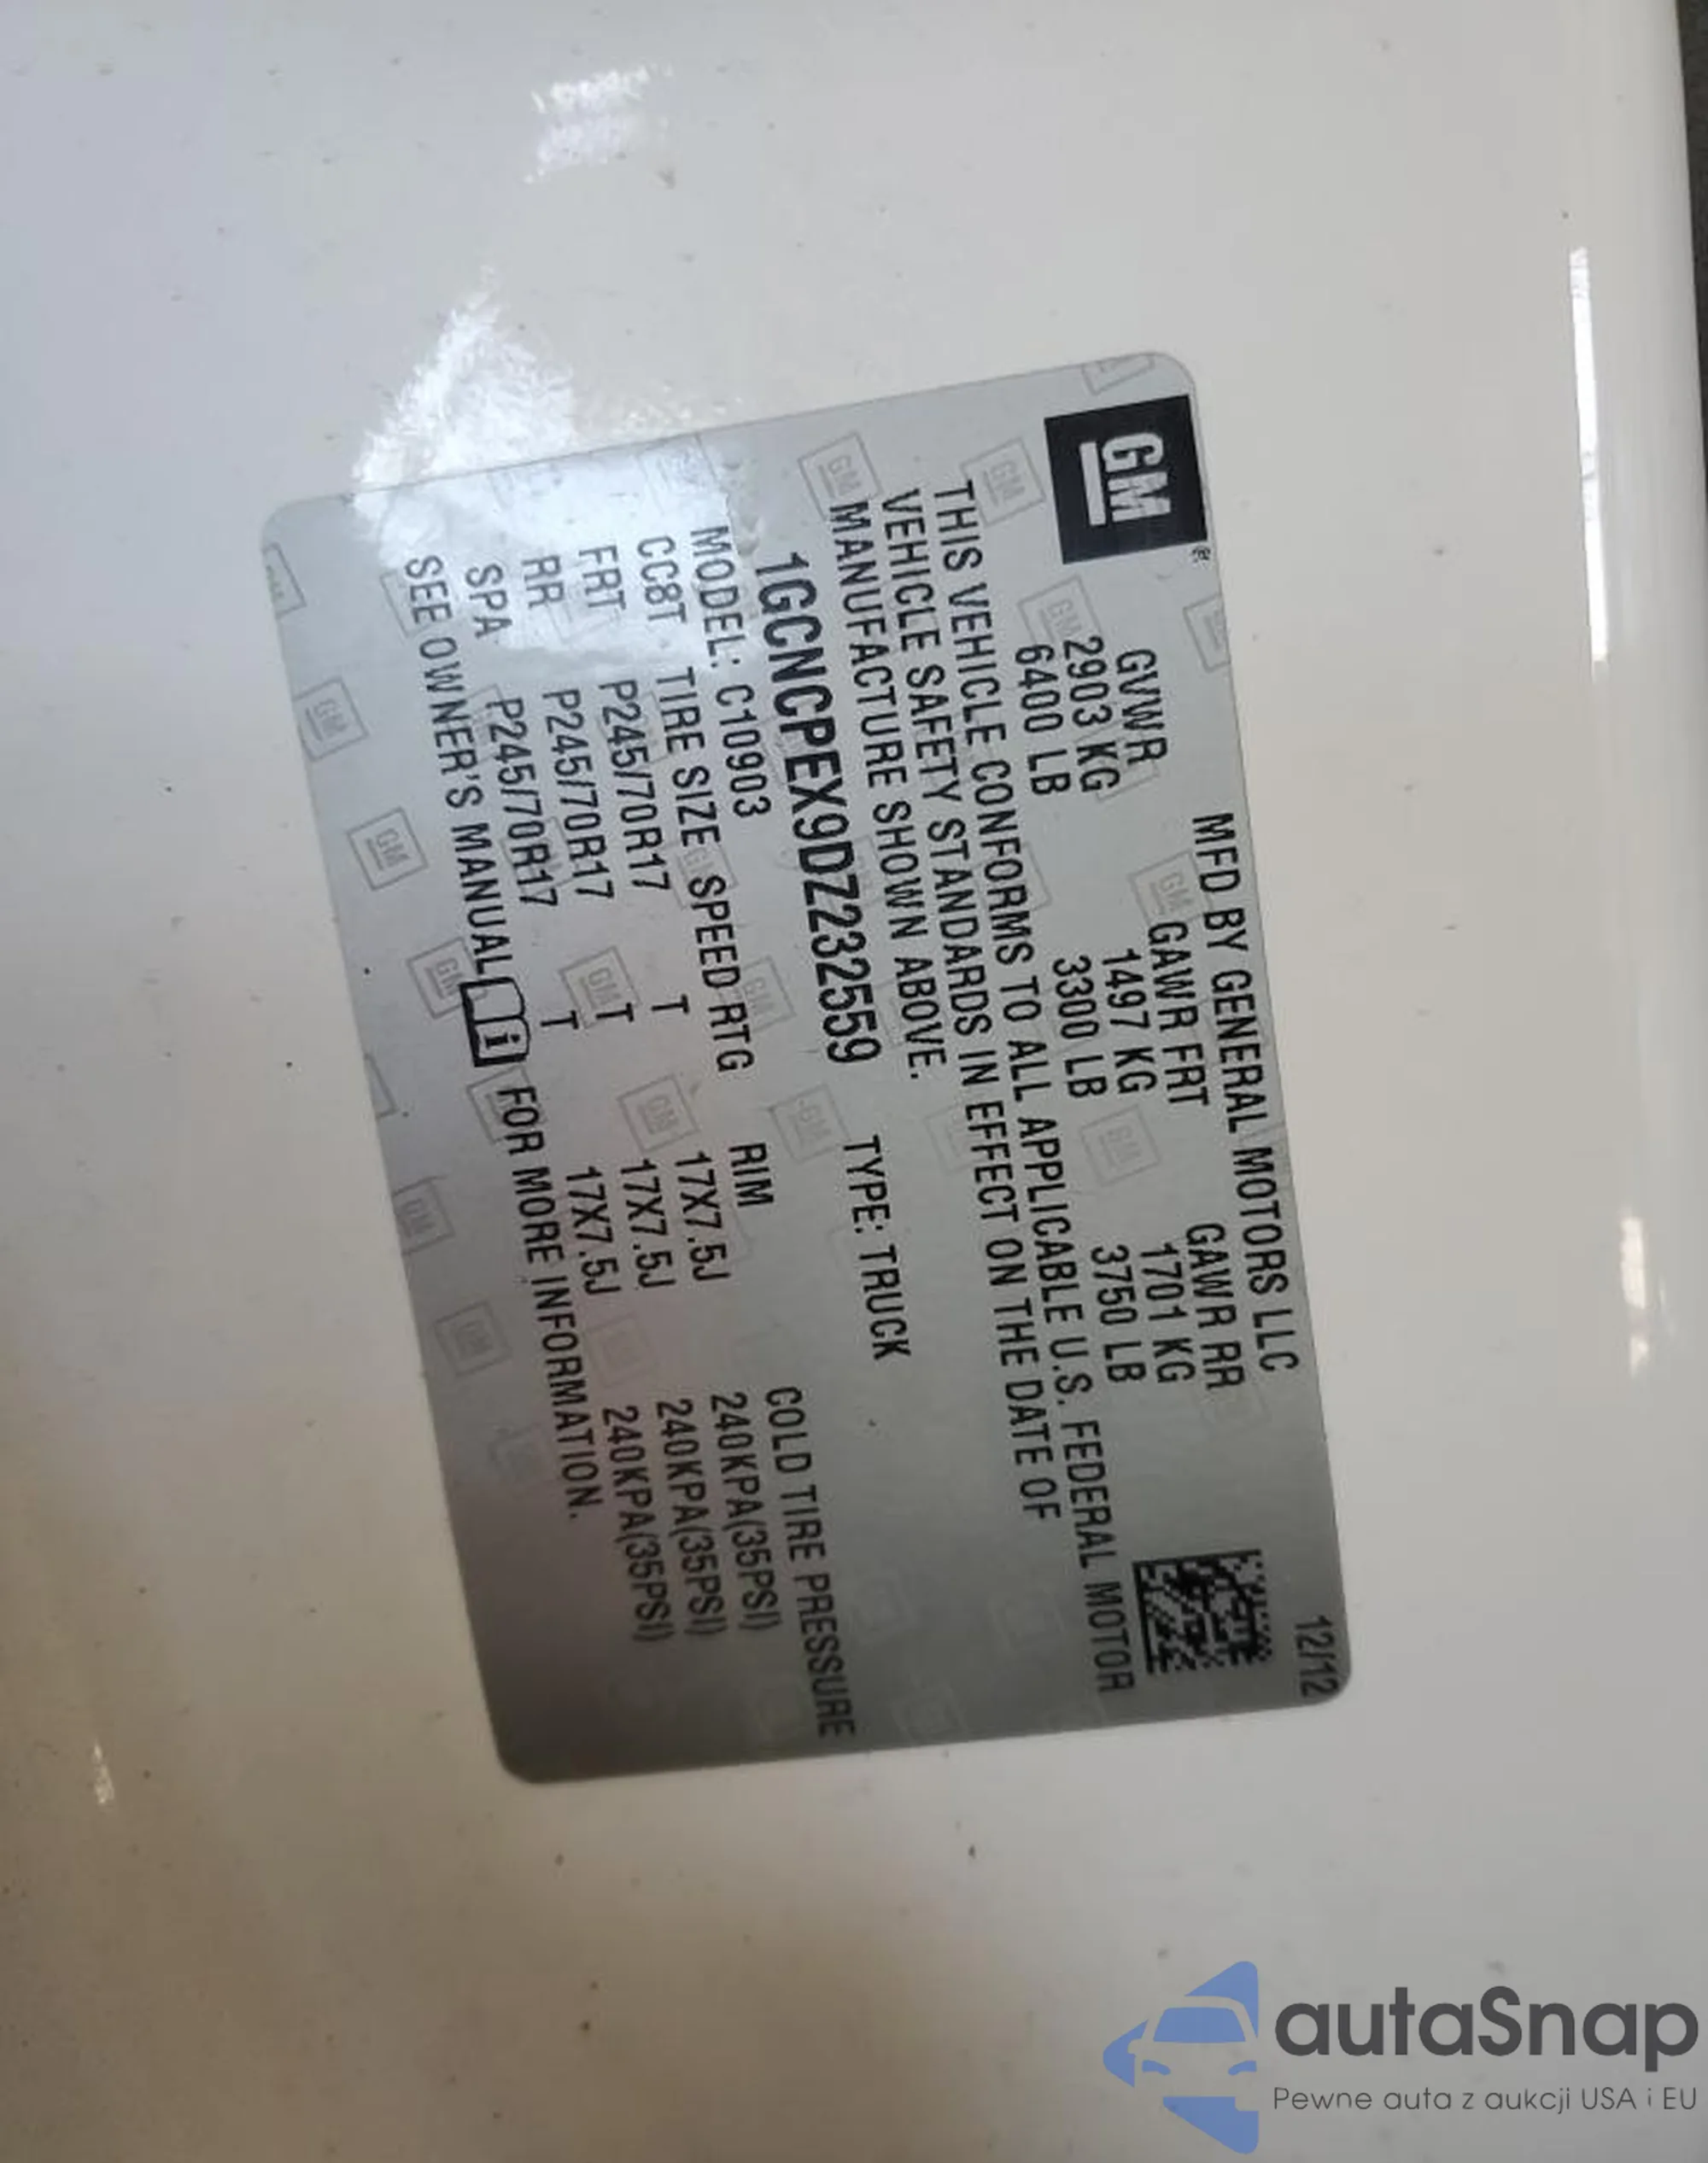 GM®
MFD BY GENERAL MOTORS LLC 12/12
GVWR GAWR FRT GAWR RR
2903 KG 1497 KG 1701 KG
6400 LB 3300 LB 3750 LB
THIS VEHICLE CONFORMS TO ALL APPLICABLE U.S. FEDERAL MOTOR
VEHICLE SAFETY STANDARDS IN EFFECT ON THE DATE OF
MANUFACTURE SHOWN ABOVE.
1GCNCPEX9DZ232559 TYPE: TRUCK
MODEL: C10903
CC8T TIRE SIZE SPEED RTG RIM COLD TIRE PRESSURE
FRT P245/70R17 T 17X7.5J 240KPA(35PSI)
RR P245/70R17 T 17X7.5J 240KPA(35PSI)
SPA P245/70R17 T 17X7.5J 240KPA(35PSI)
SEE OWNER'S MANUAL i FOR MORE INFORMATION.
autaSnap
Pewne auta z aukcji USA i EU